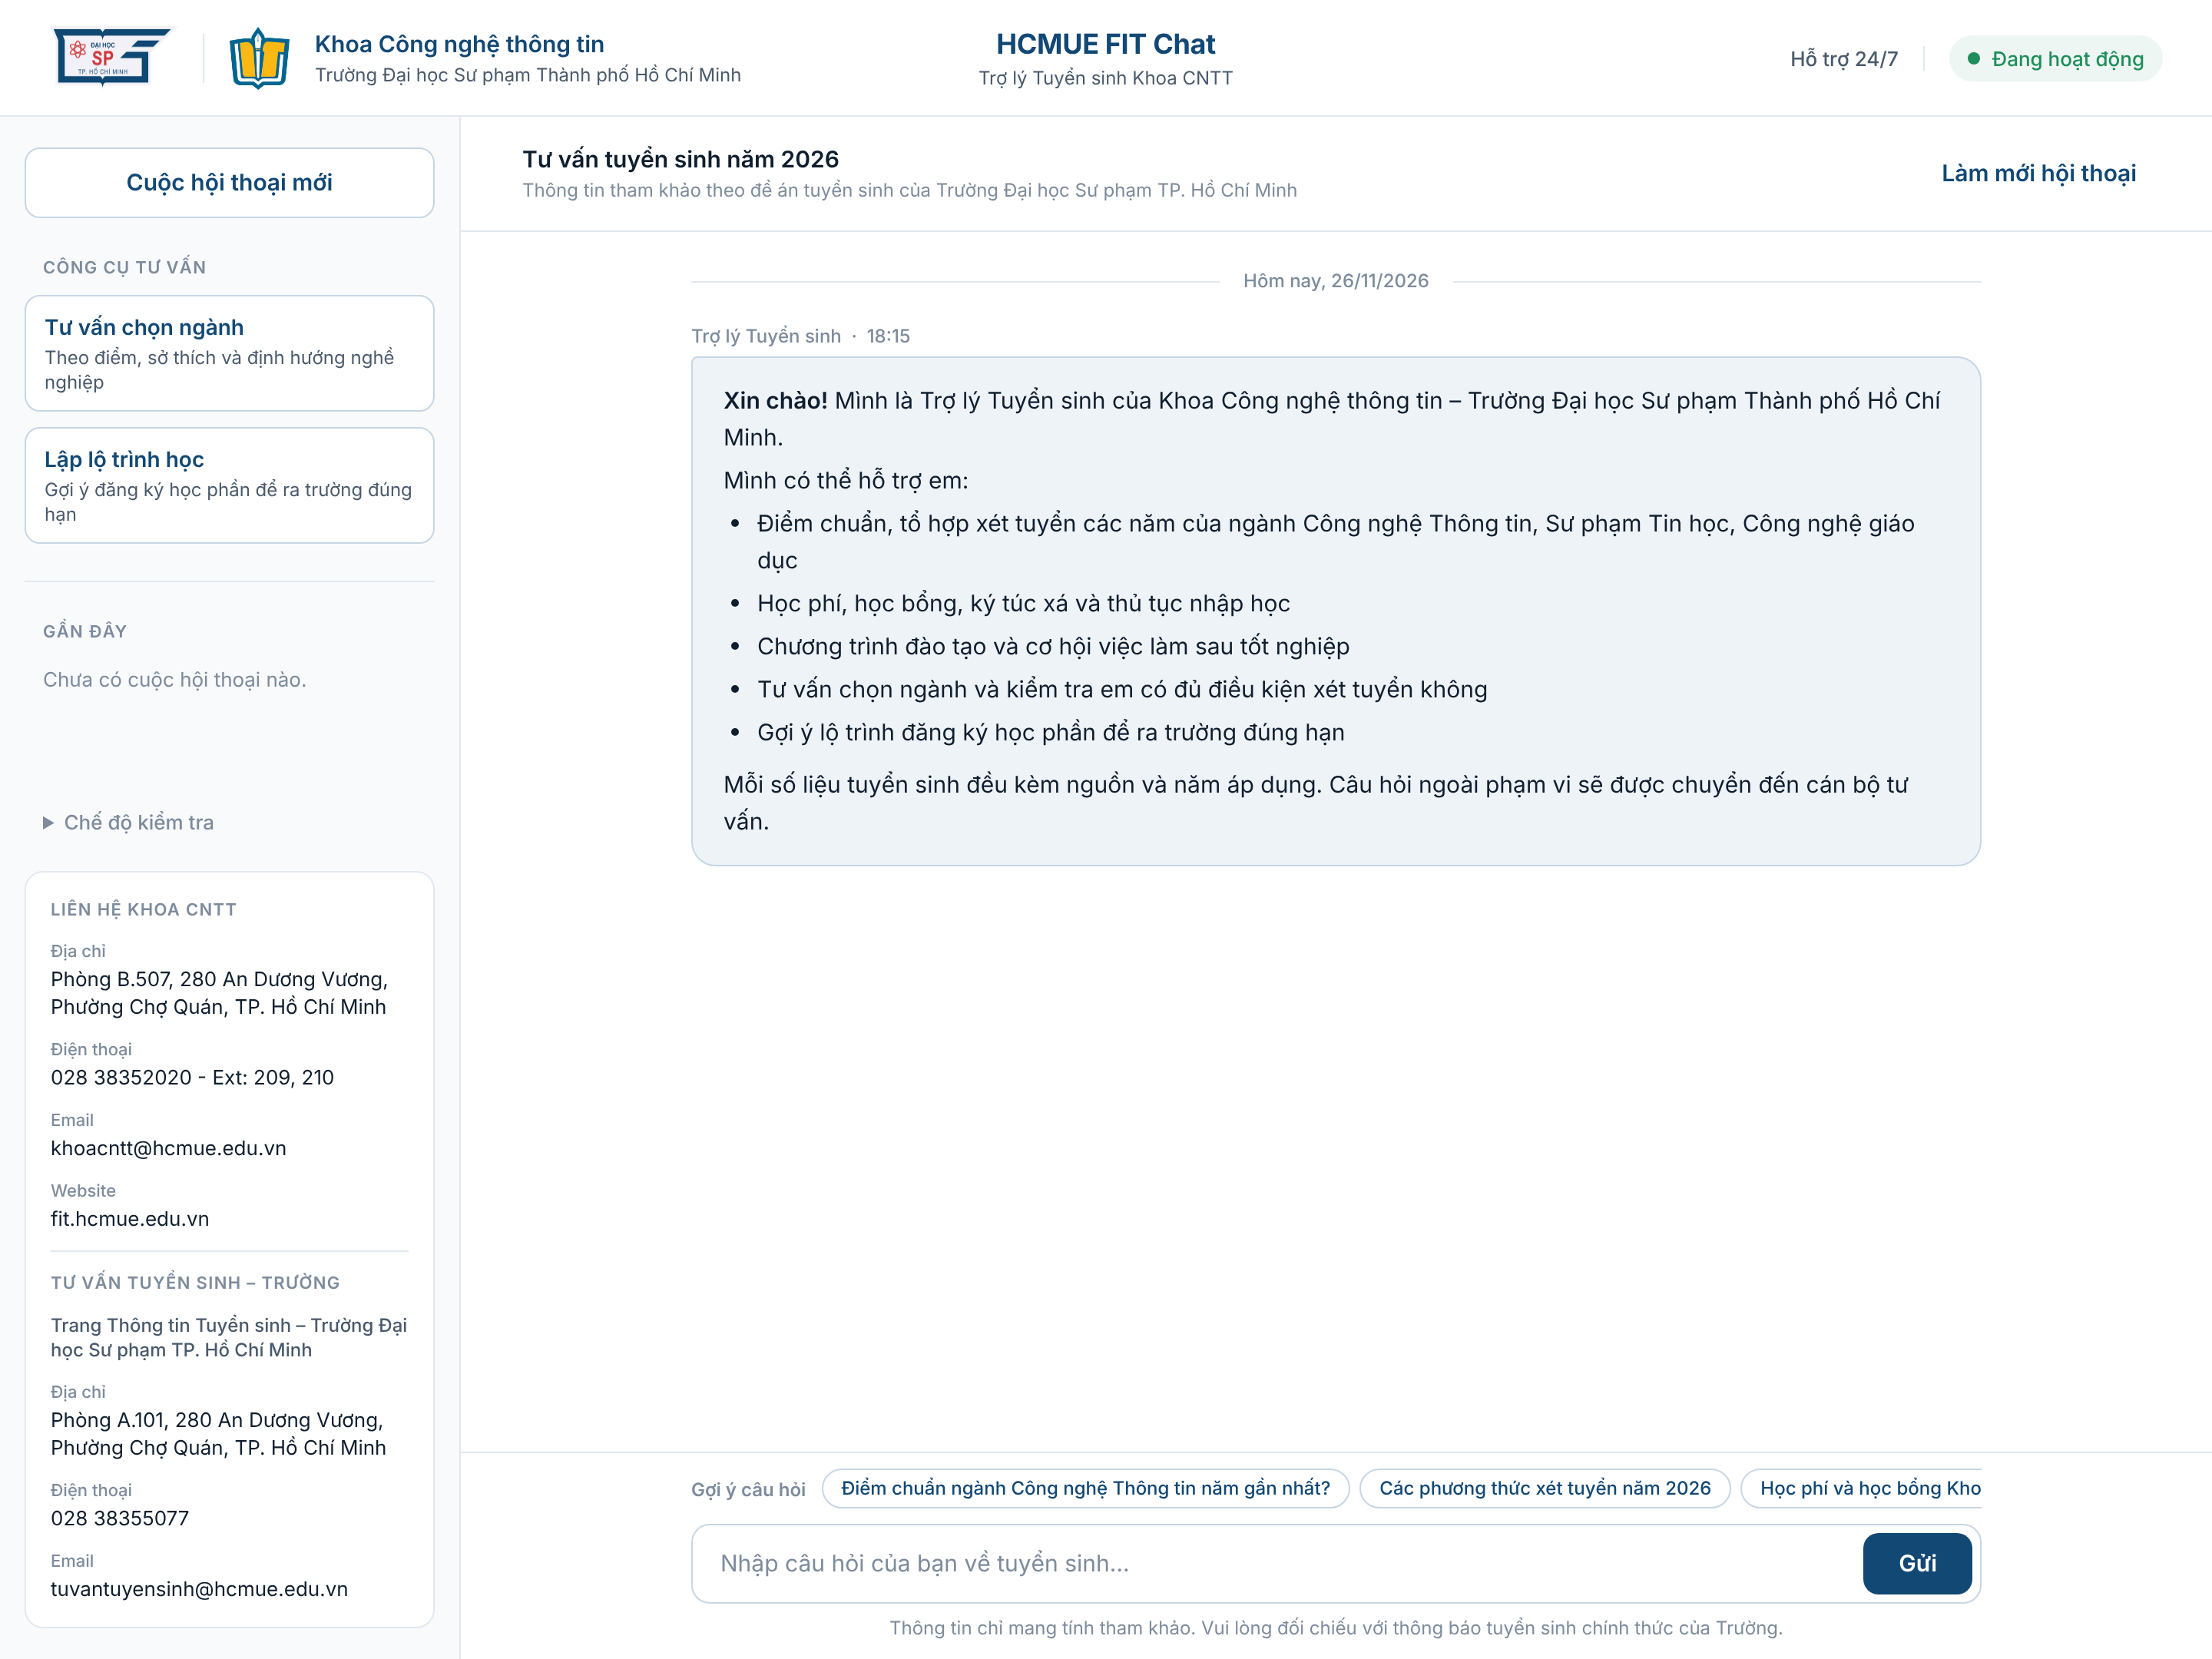 ĐẠI HỌC
SP
TP. HỒ CHÍ MINH
Khoa Công nghệ thông tin
Trường Đại học Sư phạm Thành phố Hồ Chí Minh
HCMUE FIT Chat
Trợ lý Tuyển sinh Khoa CNTT
Hỗ trợ 24/7
Đang hoạt động
Cuộc hội thoại mới
CÔNG CỤ TƯ VẤN
Tư vấn chọn ngành
Theo điểm, sở thích và định hướng nghề
nghiệp
Lập lộ trình học
Gợi ý đăng ký học phần để ra trường đúng
hạn
GẦN ĐÂY
Chưa có cuộc hội thoại nào.
Chế độ kiểm tra
LIÊN HỆ KHOA CNTT
Địa chỉ
Phòng B.507, 280 An Dương Vương,
Phường Chợ Quán, TP. Hồ Chí Minh
Điện thoại
028 38352020 - Ext: 209, 210
Email
khoacntt@hcmue.edu.vn
Website
fit.hcmue.edu.vn
TƯ VẤN TUYỂN SINH – TRƯỜNG
Trang Thông tin Tuyển sinh – Trường Đại
học Sư phạm TP. Hồ Chí Minh
Địa chỉ
Phòng A.101, 280 An Dương Vương,
Phường Chợ Quán, TP. Hồ Chí Minh
Điện thoại
028 38355077
Email
tuvantuyensinh@hcmue.edu.vn
Tư vấn tuyển sinh năm 2026
Thông tin tham khảo theo đề án tuyển sinh của Trường Đại học Sư phạm TP. Hồ Chí Minh
Làm mới hội thoại
Hôm nay, 26/11/2026
Trợ lý Tuyển sinh · 18:15
Xin chào! Mình là Trợ lý Tuyển sinh của Khoa Công nghệ thông tin – Trường Đại học Sư phạm Thành phố Hồ Chí
Minh.
Mình có thể hỗ trợ em:
• Điểm chuẩn, tổ hợp xét tuyển các năm của ngành Công nghệ Thông tin, Sư phạm Tin học, Công nghệ giáo
dục
• Học phí, học bổng, ký túc xá và thủ tục nhập học
• Chương trình đào tạo và cơ hội việc làm sau tốt nghiệp
• Tư vấn chọn ngành và kiểm tra em có đủ điều kiện xét tuyển không
• Gợi ý lộ trình đăng ký học phần để ra trường đúng hạn
Mỗi số liệu tuyển sinh đều kèm nguồn và năm áp dụng. Câu hỏi ngoài phạm vi sẽ được chuyển đến cán bộ tư
vấn.
Gợi ý câu hỏi
Điểm chuẩn ngành Công nghệ Thông tin năm gần nhất?
Các phương thức xét tuyển năm 2026
Học phí và học bổng Kho
Nhập câu hỏi của bạn về tuyển sinh...
Gửi
Thông tin chỉ mang tính tham khảo. Vui lòng đối chiếu với thông báo tuyển sinh chính thức của Trường.